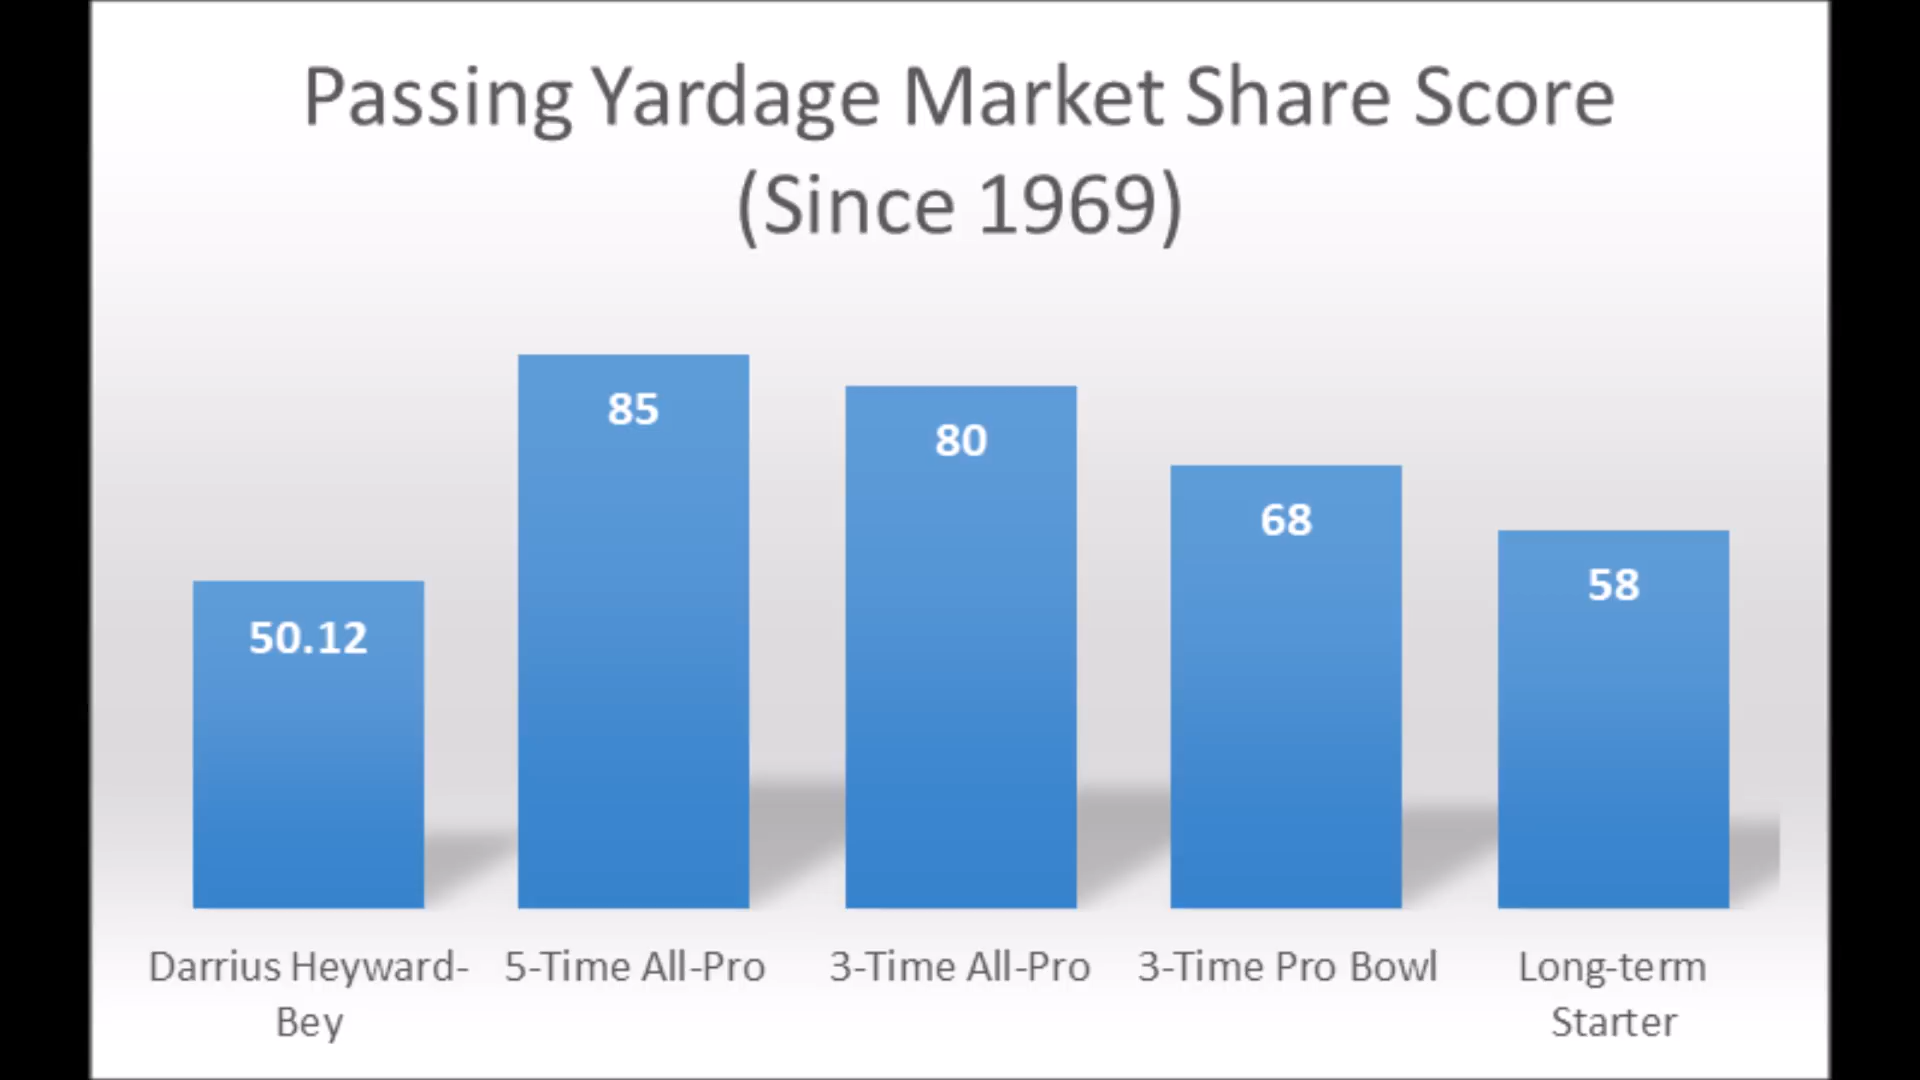 Passing Yardage Market Share Score
(Since 1969)
85
80
68
58
50.12
Darrius Heyward-
Bey
5-Time All-Pro
3-Time All-Pro
3-Time Pro Bowl
Long-term
Starter